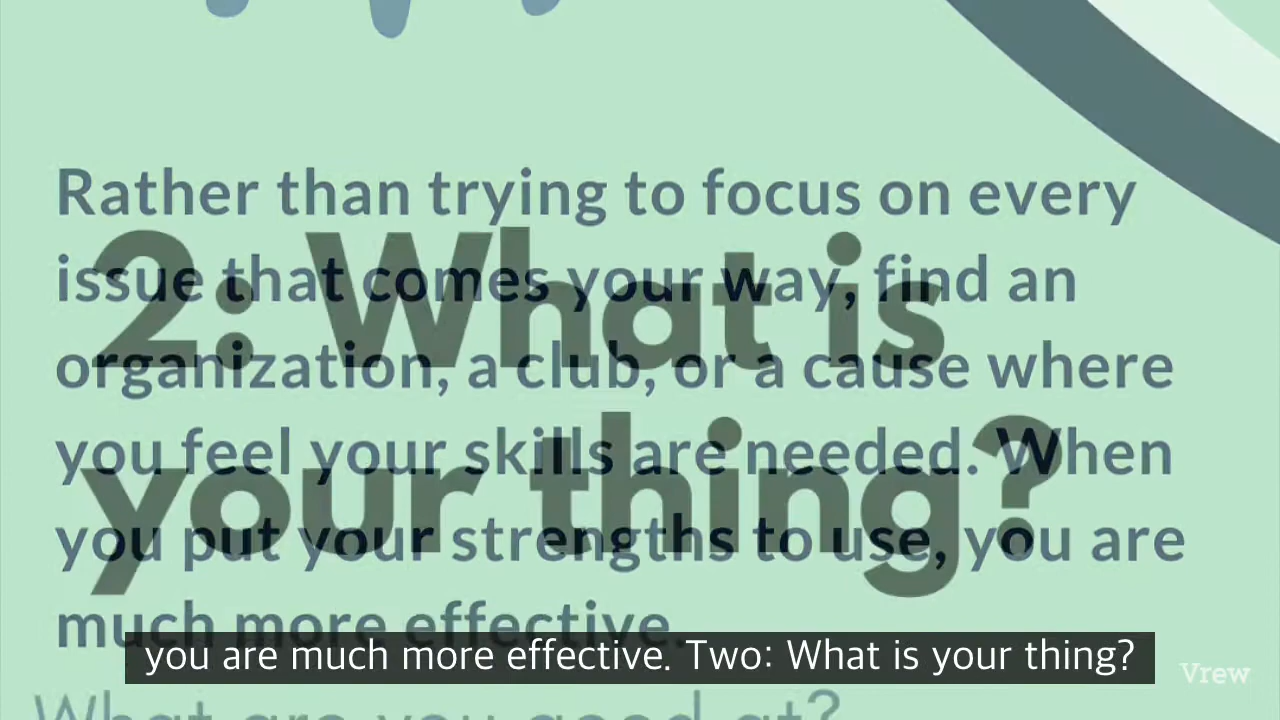 Rather than trying to focus on every
issue that comes your way, find an
organization, a club, or a cause where
you feel your skills are needed. When
you put your strengths to use, you are
much more effective.
2: What is
your thing?
you are much more effective. Two: What is your thing?
Vrew
What are you good at?